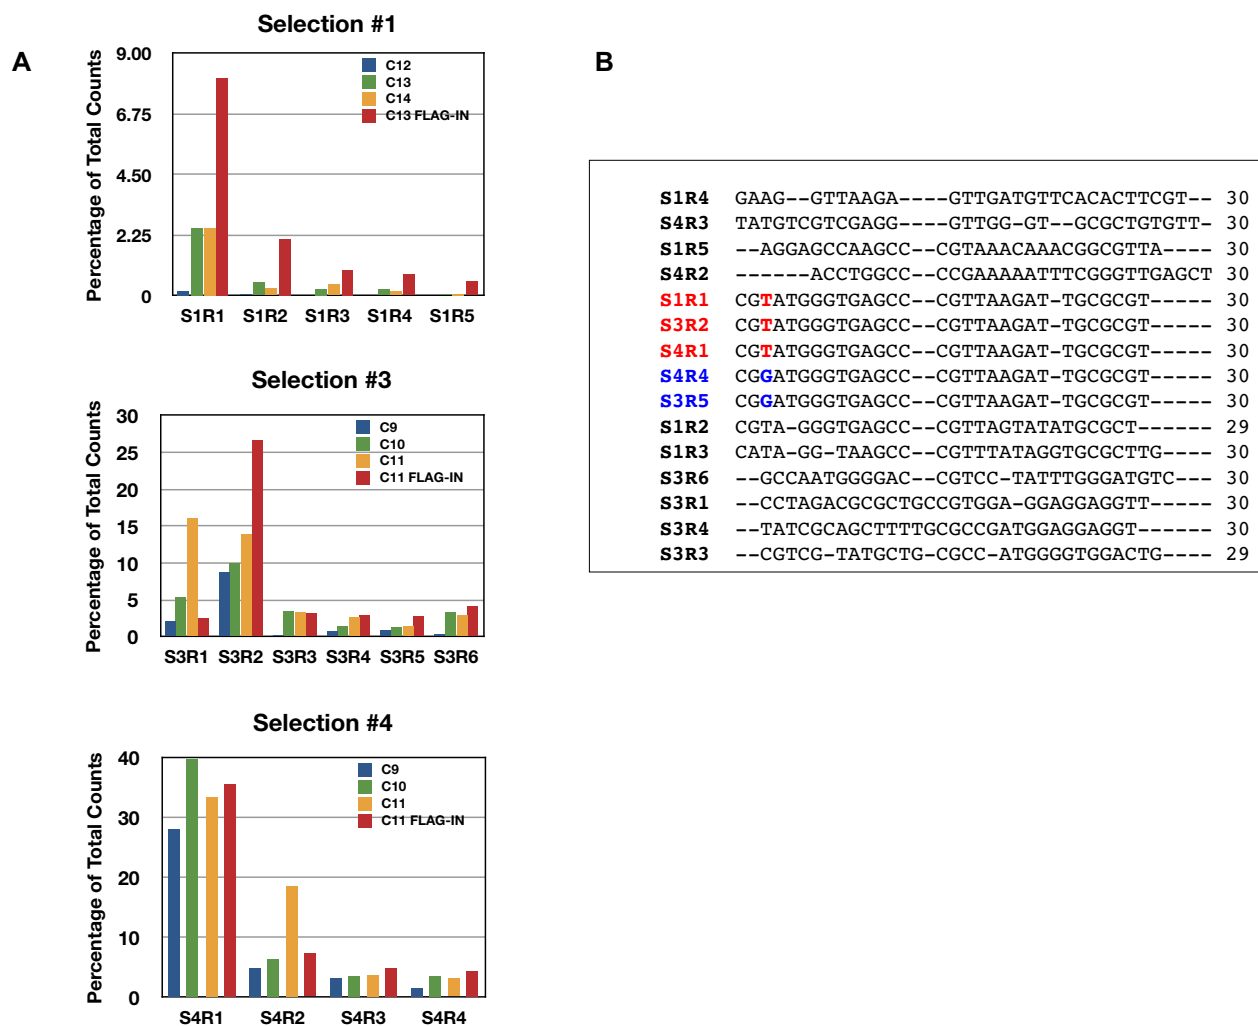 Selection #1
A
B
Percentage of Total Counts
9.00
6.75
4.50
2.25
0
C12
C13
C14
C13 FLAG-IN
S1R1 S1R2 S1R3 S1R4 S1R5
Selection #3
Percentage of Total Counts
30
25
20
15
10
5
0
C9
C10
C11
C11 FLAG-IN
S3R1 S3R2 S3R3 S3R4 S3R5 S3R6
Selection #4
Percentage of Total Counts
40
30
20
10
0
C9
C10
C11
C11 FLAG-IN
S4R1 S4R2 S4R3 S4R4
S1R4 GAAG--GTTAAGA----GTTGATGTTCACACTTCGT-- 30
S4R3 TATGTCGTCGAGG----GTTGG-GT--GCGCTGTGTT- 30
S1R5 --AGGAGCCAAGCC--CGTAAACAAACGGCGTTA---- 30
S4R2 ------ACCTGGCC--CCGAAAAATTTCGGGTTGAGCT 30
S1R1 CGTATGGGTGAGCC--CGTTAAGAT-TGCGCGT----- 30
S3R2 CGTATGGGTGAGCC--CGTTAAGAT-TGCGCGT----- 30
S4R1 CGTATGGGTGAGCC--CGTTAAGAT-TGCGCGT----- 30
S4R4 CGGATGGGTGAGCC--CGTTAAGAT-TGCGCGT----- 30
S3R5 CGGATGGGTGAGCC--CGTTAAGAT-TGCGCGT----- 30
S1R2 CGTA-GGGTGAGCC--CGTTAGTATATGCGCT------ 29
S1R3 CATA-GG-TAAGCC--CGTTTATAGGTGCGCTTG---- 30
S3R6 --GCCAATGGGGAC--CGTCC-TATTTGGGATGTC--- 30
S3R1 --CCTAGACGCGCTGCCGTGGA-GGAGGTT----- 30
S3R4 --TATCGCAGCTTTTGCGCCGATGGAGGAGGT------ 30
S3R3 --CGTCG-TATGCTG-CGCC-ATGGGGTGGACTG---- 29